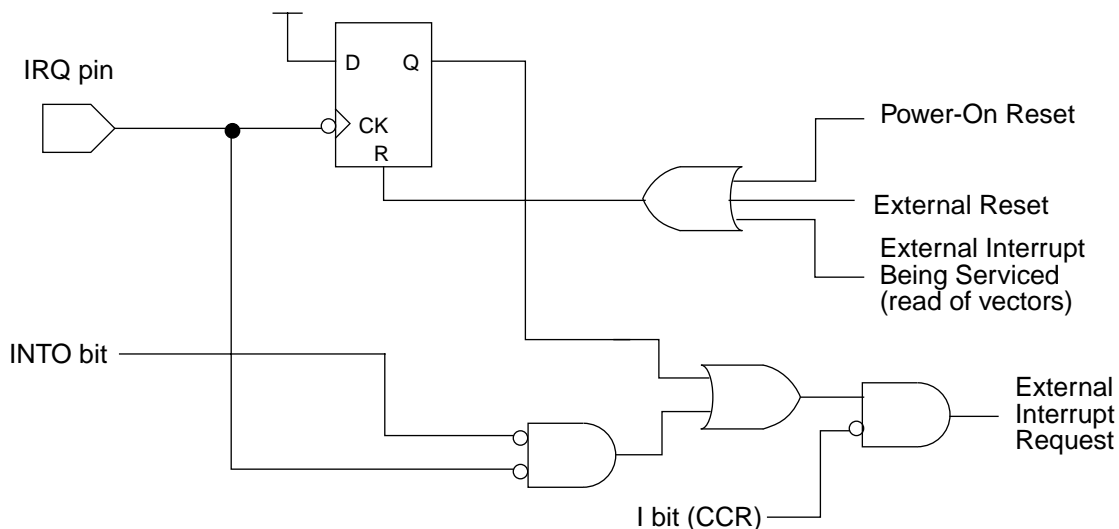 IRQ pin
D
Q
CK
R
Power-On Reset
External Reset
External Interrupt
Being Serviced
(read of vectors)
INTO bit
External
Interrupt
Request
I bit (CCR)